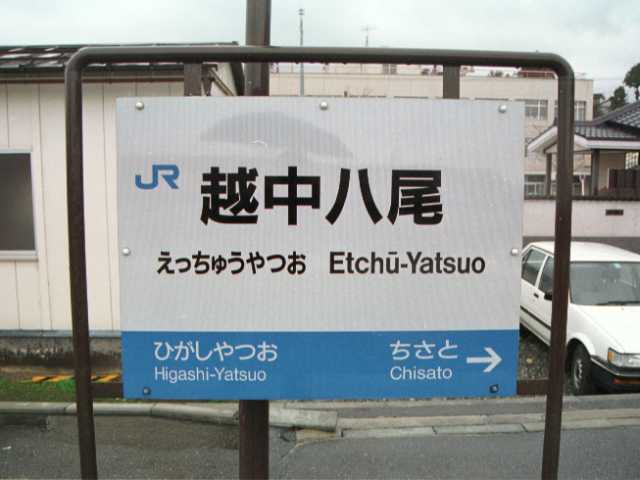 JR 越中八尾
えっちゅうやつお Etchū-Yatsuo
ひがしやつお ちさと →
Higashi-Yatsuo Chisato